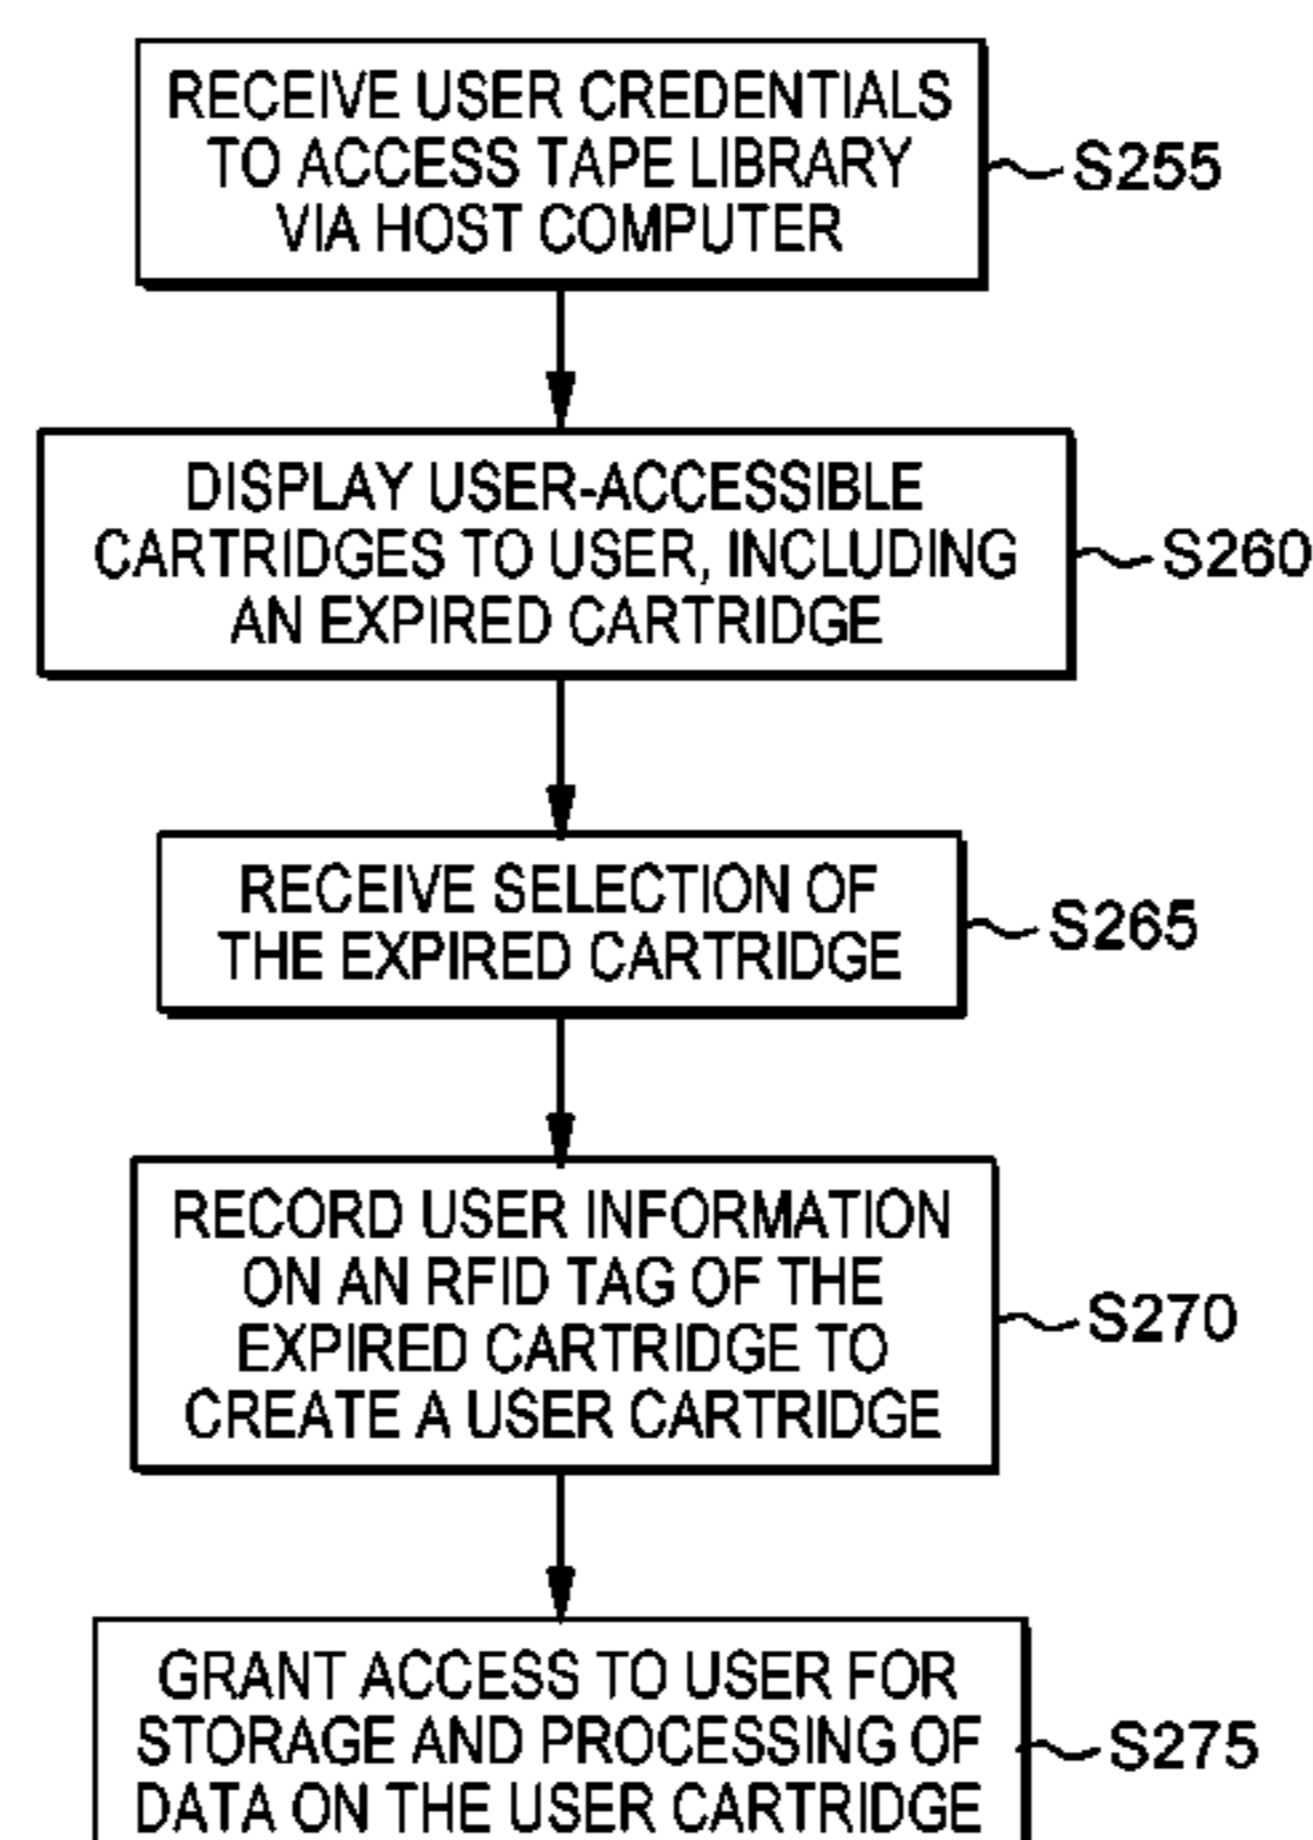 RECEIVE USER CREDENTIALS
TO ACCESS TAPE LIBRARY
VIA HOST COMPUTER
S255
DISPLAY USER-ACCESSIBLE
CARTRIDGES TO USER, INCLUDING
AN EXPIRED CARTRIDGE
S260
RECEIVE SELECTION OF
THE EXPIRED CARTRIDGE
S265
RECORD USER INFORMATION
ON AN RFID TAG OF THE
EXPIRED CARTRIDGE TO
CREATE A USER CARTRIDGE
S270
GRANT ACCESS TO USER FOR
STORAGE AND PROCESSING OF
DATA ON THE USER CARTRIDGE
S275